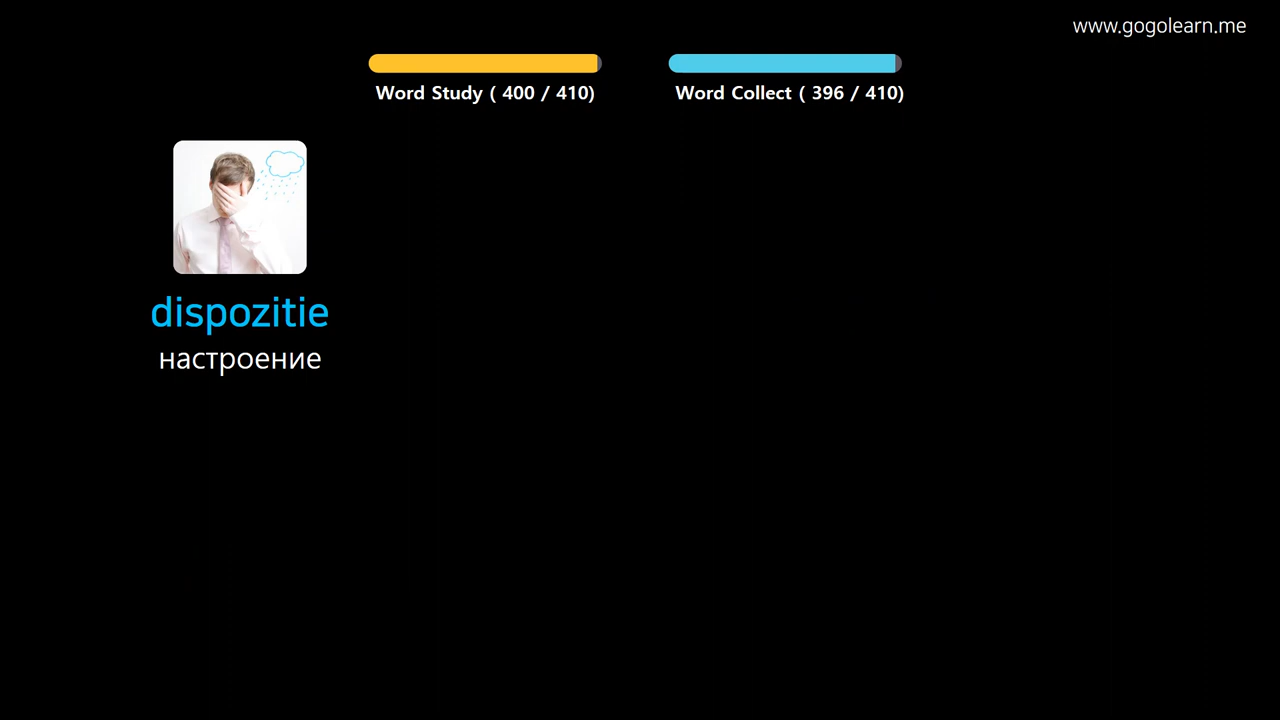 www.gogolearn.me
Word Study ( 400 / 410)
Word Collect ( 396 / 410)
dispozitie
настроение